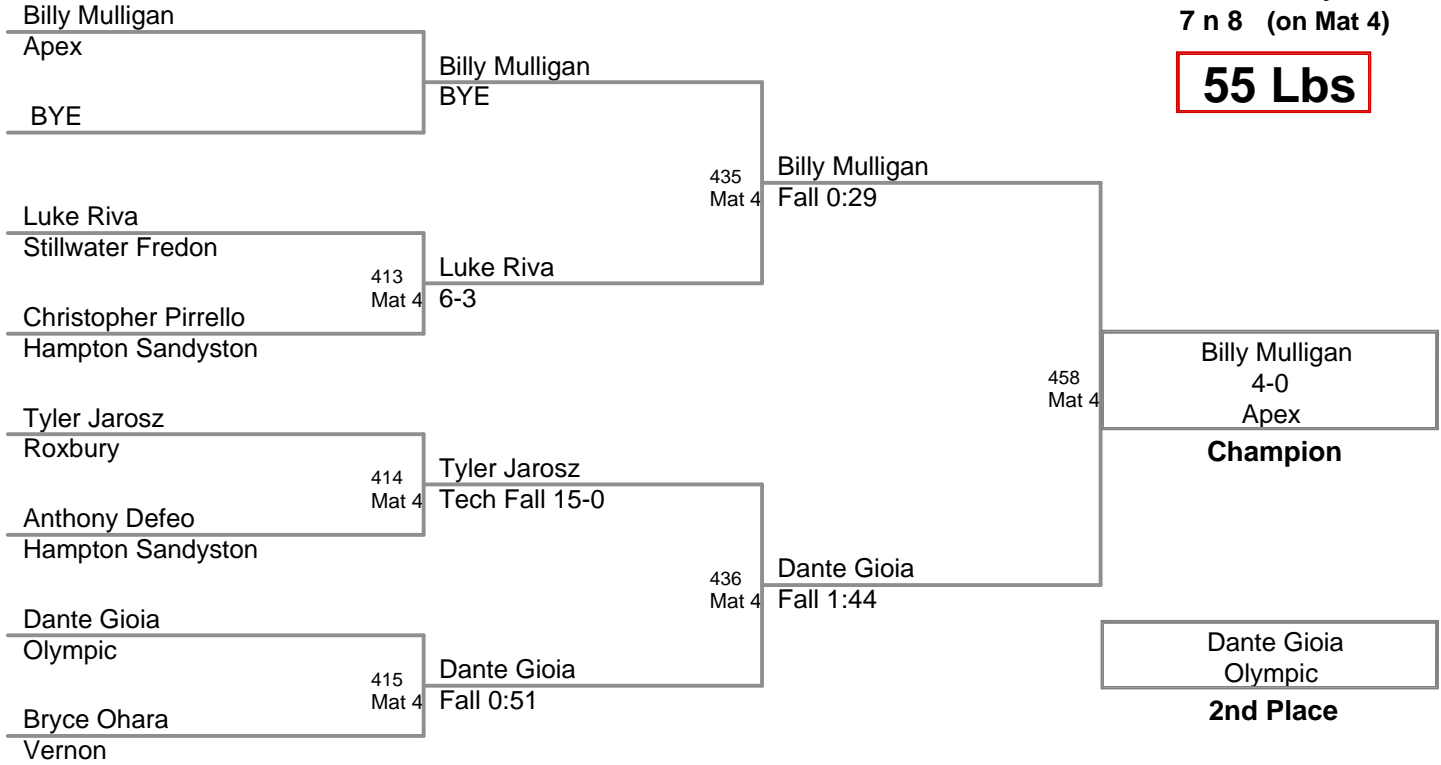 7 n 8 (on Mat 4)
55 Lbs
Billy Mulligan
Apex
BYE
Billy Mulligan
BYE
Luke Riva
Stillwater Fredon
413
Mat 4
Luke Riva
6-3
Christopher Pirrello
Hampton Sandyston
435
Mat 4
Billy Mulligan
Fall 0:29
Tyler Jarosz
Roxbury
414
Mat 4
Tyler Jarosz
Tech Fall 15-0
Anthony Defeo
Hampton Sandyston
Dante Gioia
Olympic
415
Mat 4
Dante Gioia
Fall 0:51
Bryce Ohara
Vernon
436
Mat 4
Dante Gioia
Fall 1:44
458
Mat 4
Billy Mulligan
4-0
Apex
Champion
Dante Gioia
Olympic
2nd Place